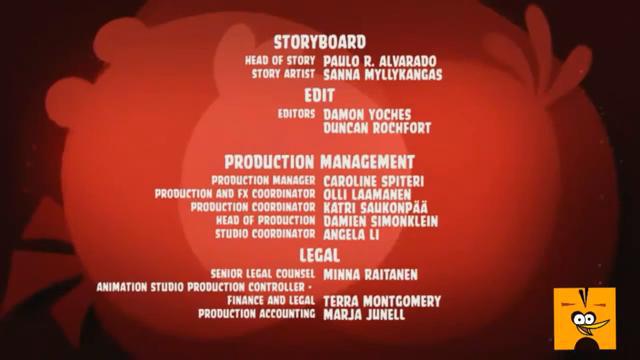 STORYBOARD
HEAD OF STORY PAULO R. ALVARADO
STORY ARTIST SANNA MYLLYKANGAS
EDIT
EDITORS DAMON YOCHES
DUNCAN ROCHFORT
PRODUCTION MANAGEMENT
PRODUCTION MANAGER CAROLINE SPITERI
PRODUCTION AND FX COORDINATOR OLLI LAAMANEN
PRODUCTION COORDINATOR KATRI SAUKONPÄÄ
HEAD OF PRODUCTION DAMIEN SIMONKLEIN
STUDIO COORDINATOR ANGELA LI
LEGAL
SENIOR LEGAL COUNSEL MINNA RAITANEN
ANIMATION STUDIO PRODUCTION CONTROLLER -
FINANCE AND LEGAL TERRA MONTGOMERY
PRODUCTION ACCOUNTING MARJA JUNELL